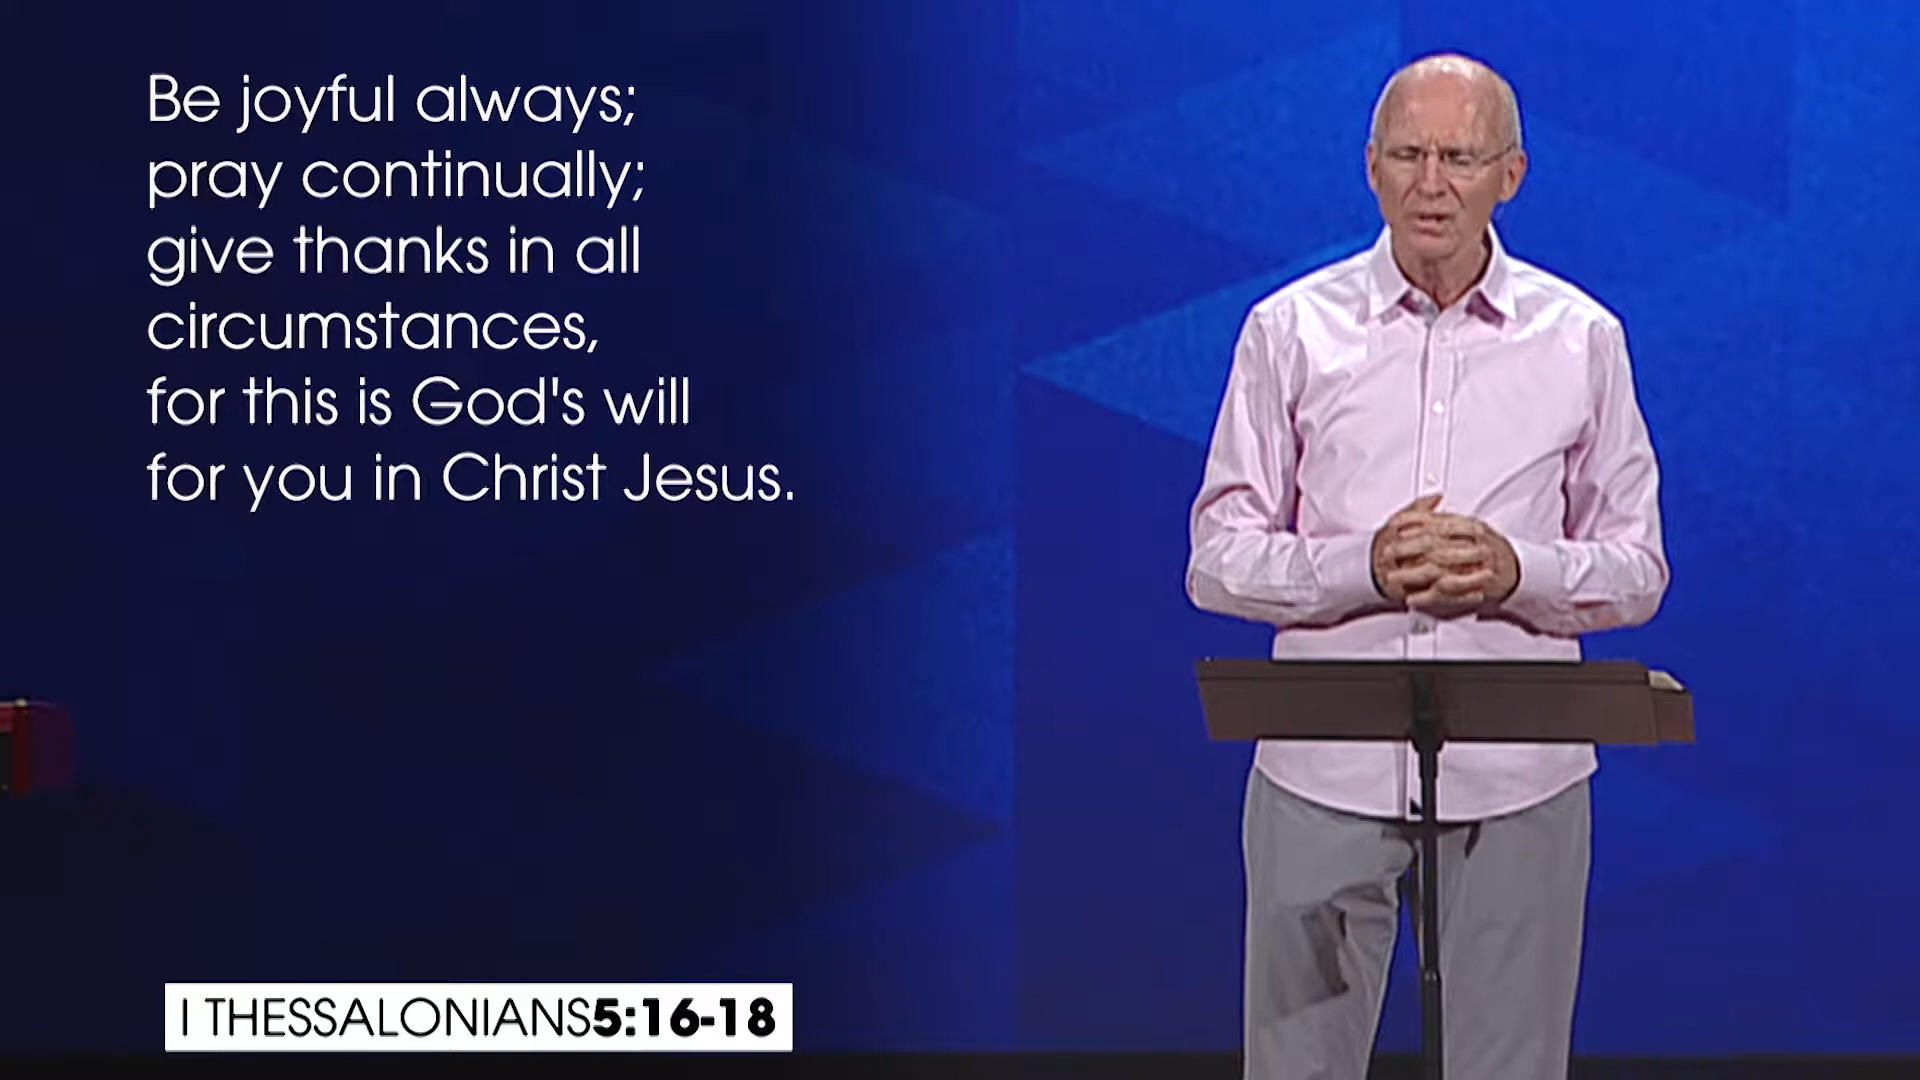 Be joyful always;
pray continually;
give thanks in all
circumstances,
for this is God's will
for you in Christ Jesus.
I THESSALONIANS5:16-18